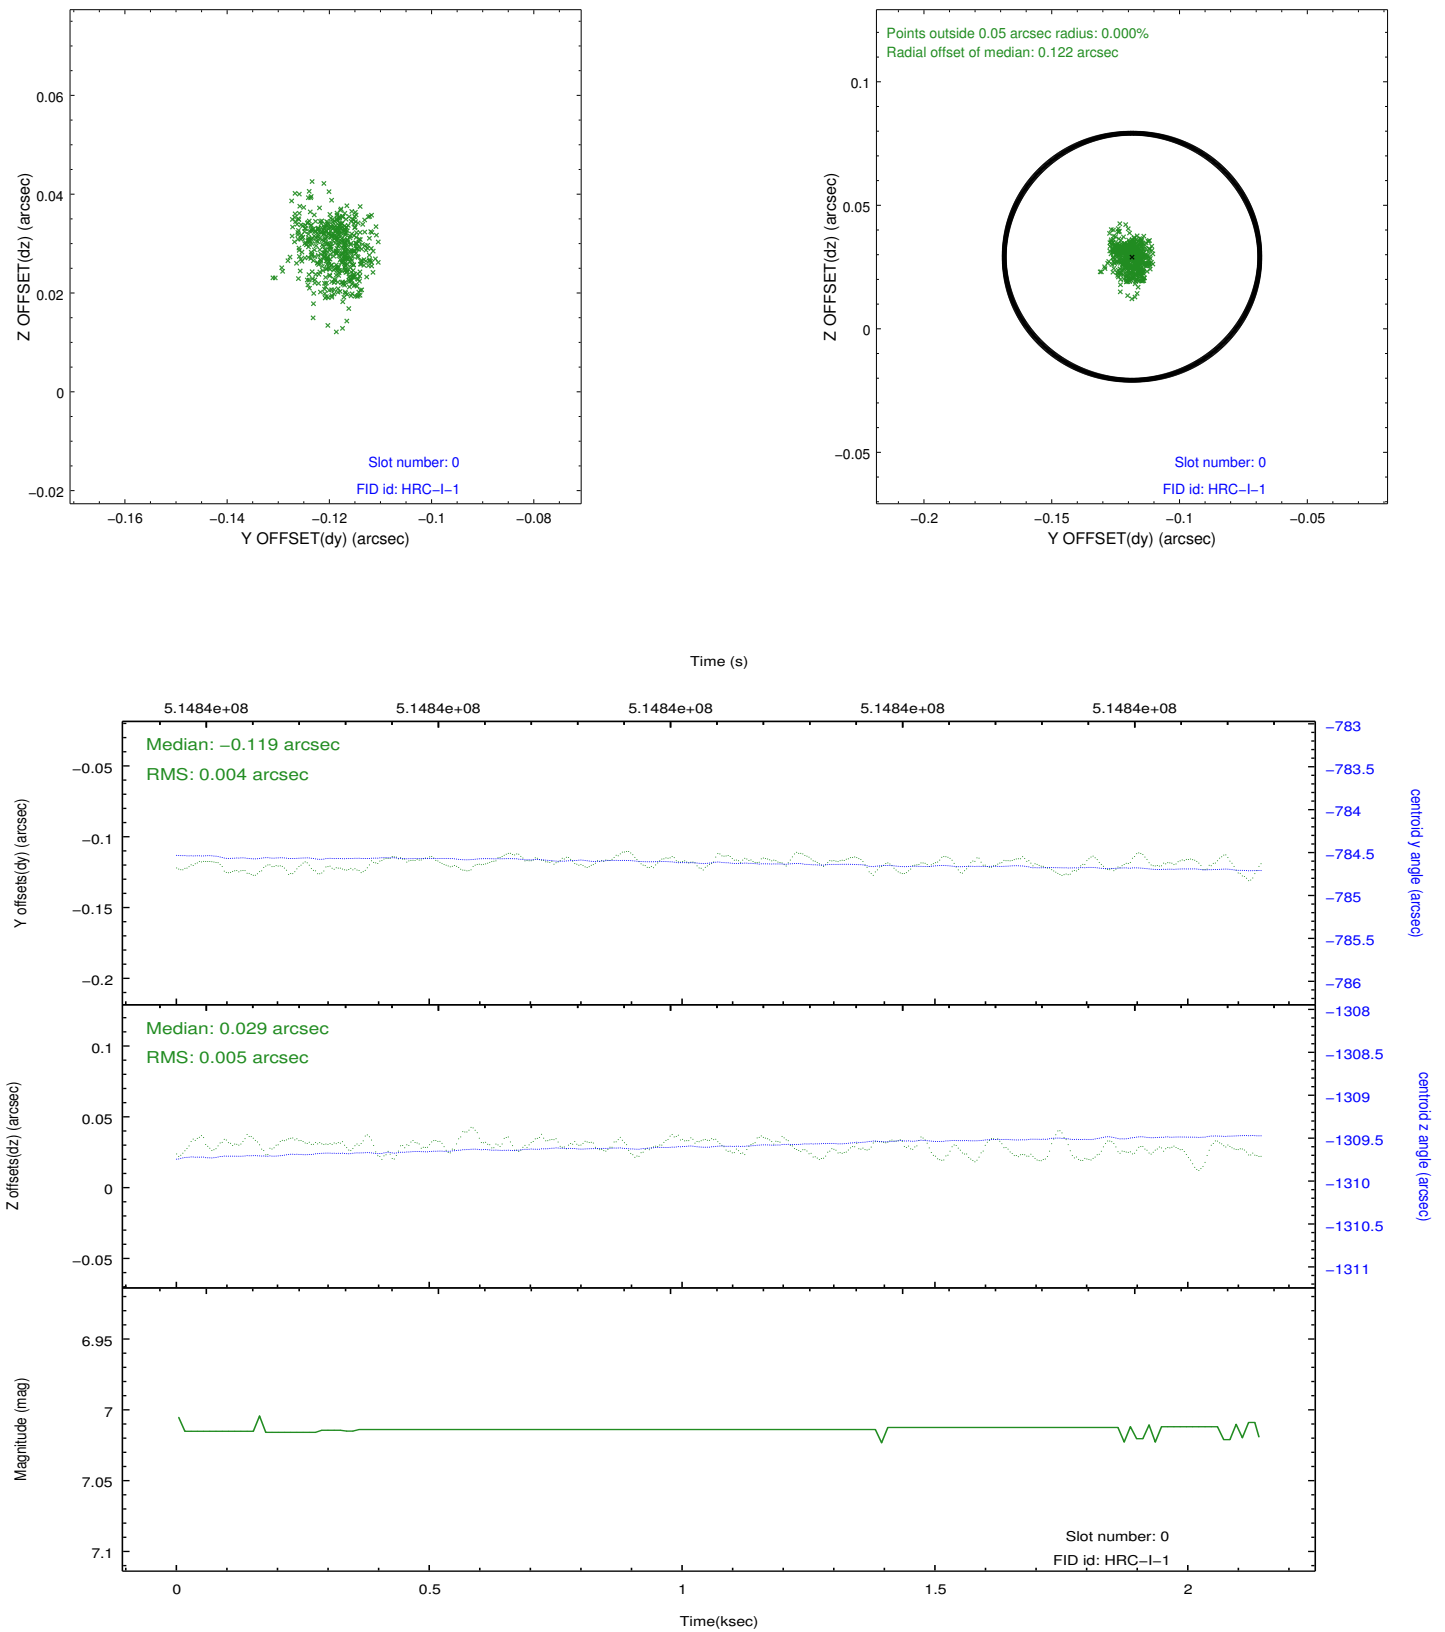 0.06
0.04
0.02
0
−0.02
Z OFFSET(dz) (arcsec)
Slot number: 0
FID id: HRC−I−1
−0.16 −0.14 −0.12 −0.1 −0.08
Y OFFSET(dy) (arcsec)
Points outside 0.05 arcsec radius: 0.000%
Radial offset of median: 0.122 arcsec
0.1
0.05
0
−0.05
Z OFFSET(dz) (arcsec)
Slot number: 0
FID id: HRC−I−1
−0.2 −0.15 −0.1 −0.05
Y OFFSET(dy) (arcsec)
Time (s)
5.1484e+08 5.1484e+08 5.1484e+08 5.1484e+08 5.1484e+08
Median: −0.119 arcsec
RMS: 0.004 arcsec
−0.05
−0.1
−0.15
−0.2
Y offsets(dy) (arcsec)
−783
−783.5
−784
−784.5
−785
−785.5
−786
centroid y angle (arcsec)
Median: 0.029 arcsec
RMS: 0.005 arcsec
0.1
0.05
0
−0.05
Z offsets(dz) (arcsec)
−1308
−1308.5
−1309
−1309.5
−1310
−1310.5
−1311
centroid z angle (arcsec)
6.95
7
7.05
7.1
Magnitude (mag)
Slot number: 0
FID id: HRC−I−1
0 0.5 1 1.5 2
Time(ksec)